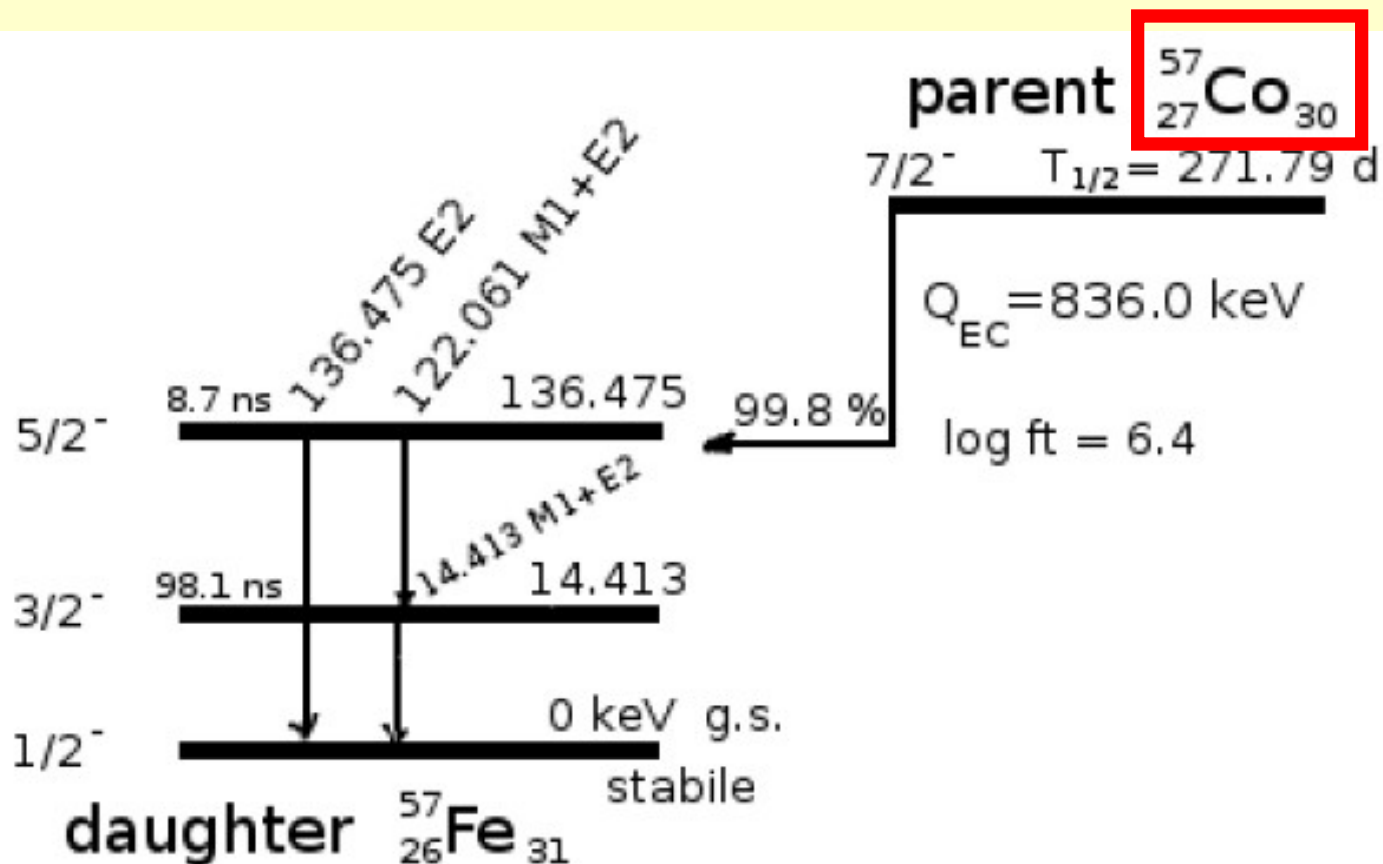 parent ⁵⁷₂₇Co₃₀
7/2⁻ T₁/₂ = 271.79 d
136.475 E2
122.061 M1+E2
Q_EC=836.0 keV
8.7 ns
136.475
99.8 %
5/2⁻
log ft = 6.4
14.413 M1+E2
98.1 ns
14.413
3/2⁻
0 keV g.s.
1/2⁻
stabile
daughter ⁵⁷₂₆Fe₃₁